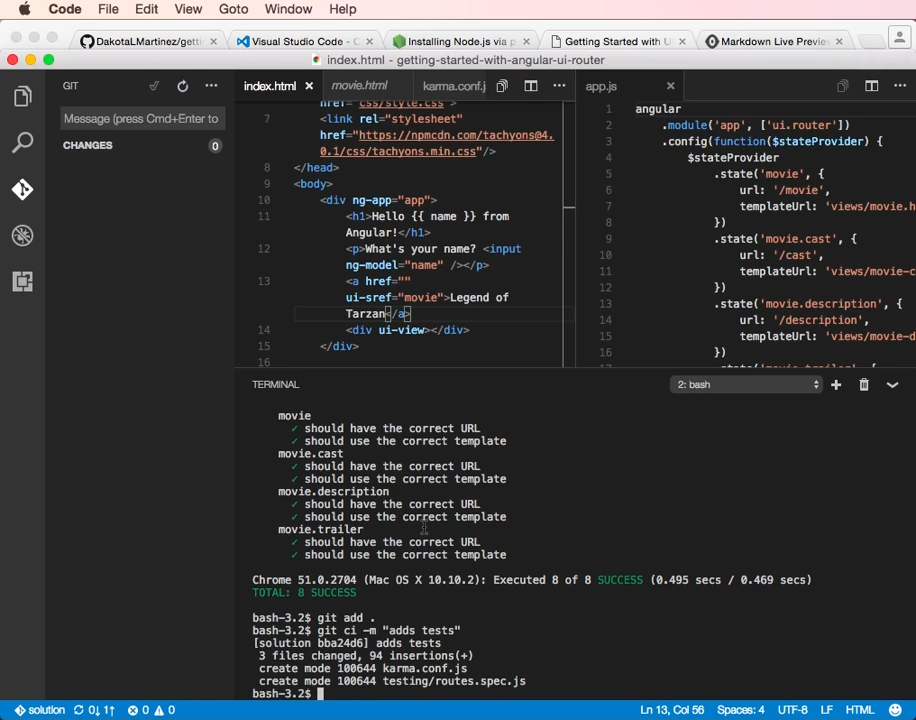 Code File Edit View Goto Window Help
DakotaLMartinez/getti × Visual Studio Code - C × Installing Node.js via p × Getting Started with U × Markdown Live Previe ×
index.html - getting-started-with-angular-ui-router
GIT
index.html × movie.html karma.conf.j
app.js ×
Message (press Cmd+Enter to
CHANGES 0
href="css/style.css">
7 <link rel="stylesheet"
href="https://npmcdn.com/tachyons@4.
0.1/css/tachyons.min.css"/>
8 </head>
9 <body>
10 <div ng-app="app">
11 <h1>Hello {{ name }} from
Angular!</h1>
12 <p>What's your name? <input
ng-model="name" /></p>
13 <a href=""
ui-sref="movie">Legend of
Tarzan</a>
14 <div ui-view></div>
15 </div>
16
1 angular
2 .module('app', ['ui.router'])
3 .config(function($stateProvider) {
4 $stateProvider
5 .state('movie', {
6 url: '/movie',
7 templateUrl: 'views/movie.h
8 })
9 .state('movie.cast', {
10 url: '/cast',
11 templateUrl: 'views/movie-c
12 })
13 .state('movie.description', {
14 url: '/description',
15 templateUrl: 'views/movie-d
16 })
17 .state('movie.trailer', {
TERMINAL 2: bash
movie
✓ should have the correct URL
✓ should use the correct template
movie.cast
✓ should have the correct URL
✓ should use the correct template
movie.description
✓ should have the correct URL
✓ should use the correct template
movie.trailer
✓ should have the correct URL
✓ should use the correct template
Chrome 51.0.2704 (Mac OS X 10.10.2): Executed 8 of 8 SUCCESS (0.495 secs / 0.469 secs)
TOTAL: 8 SUCCESS
bash-3.2$ git add .
bash-3.2$ git ci -m "adds tests"
[solution bba24d6] adds tests
3 files changed, 94 insertions(+)
create mode 100644 karma.conf.js
create mode 100644 testing/routes.spec.js
bash-3.2$
solution 0↓ 1↑ 0 0 Ln 13, Col 56 Spaces: 4 UTF-8 LF HTML